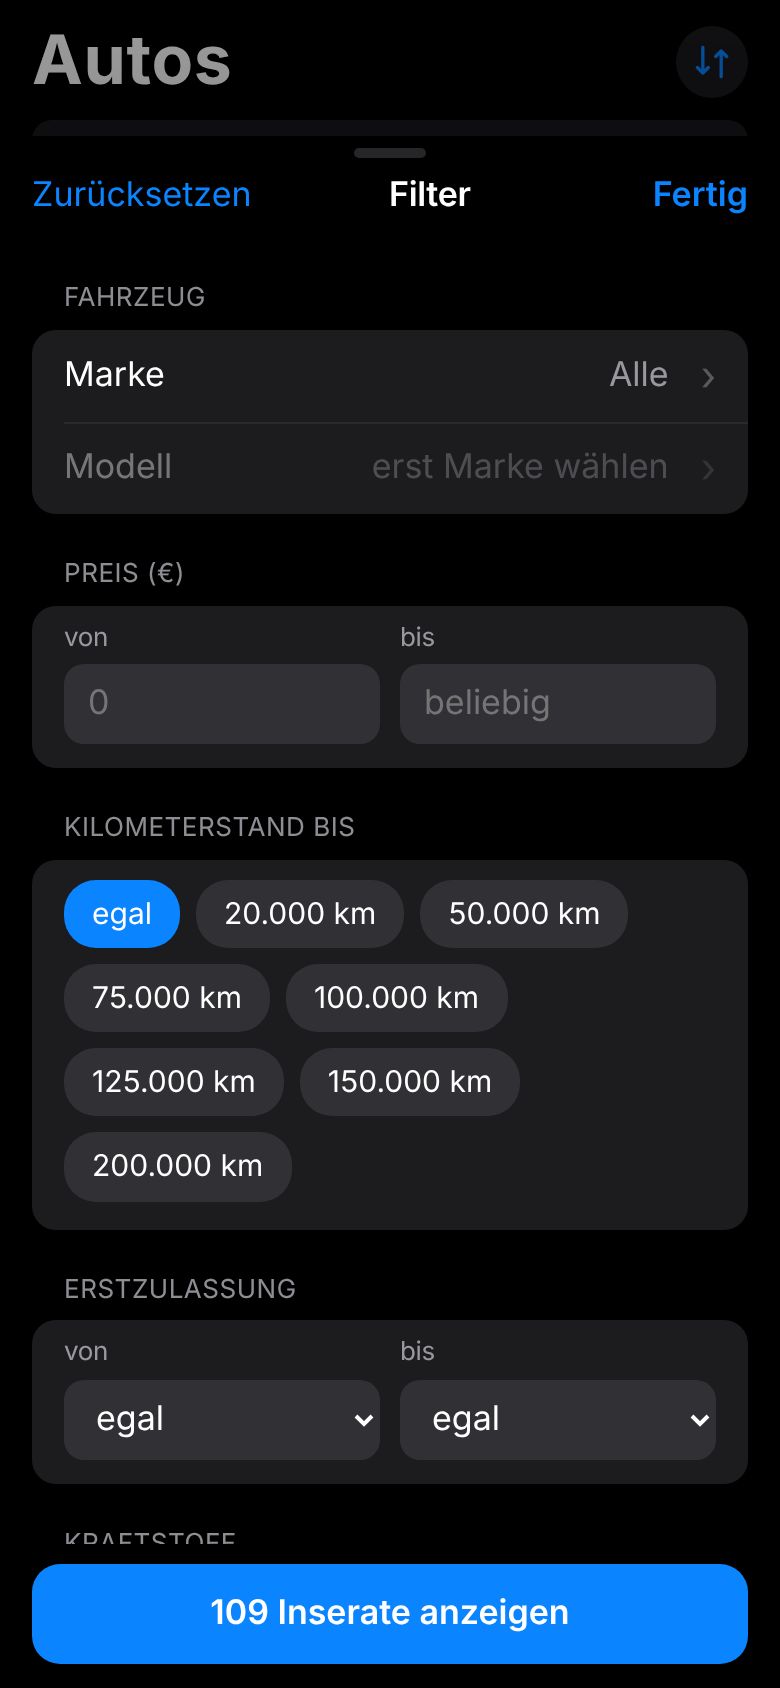 Autos
Zurücksetzen Filter Fertig
FAHRZEUG
Marke Alle
Modell erst Marke wählen
PREIS (€)
von bis
0 beliebig
KILOMETERSTAND BIS
egal 20.000 km 50.000 km
75.000 km 100.000 km
125.000 km 150.000 km
200.000 km
ERSTZULASSUNG
von bis
egal egal
KRAFTSTOFF
109 Inserate anzeigen